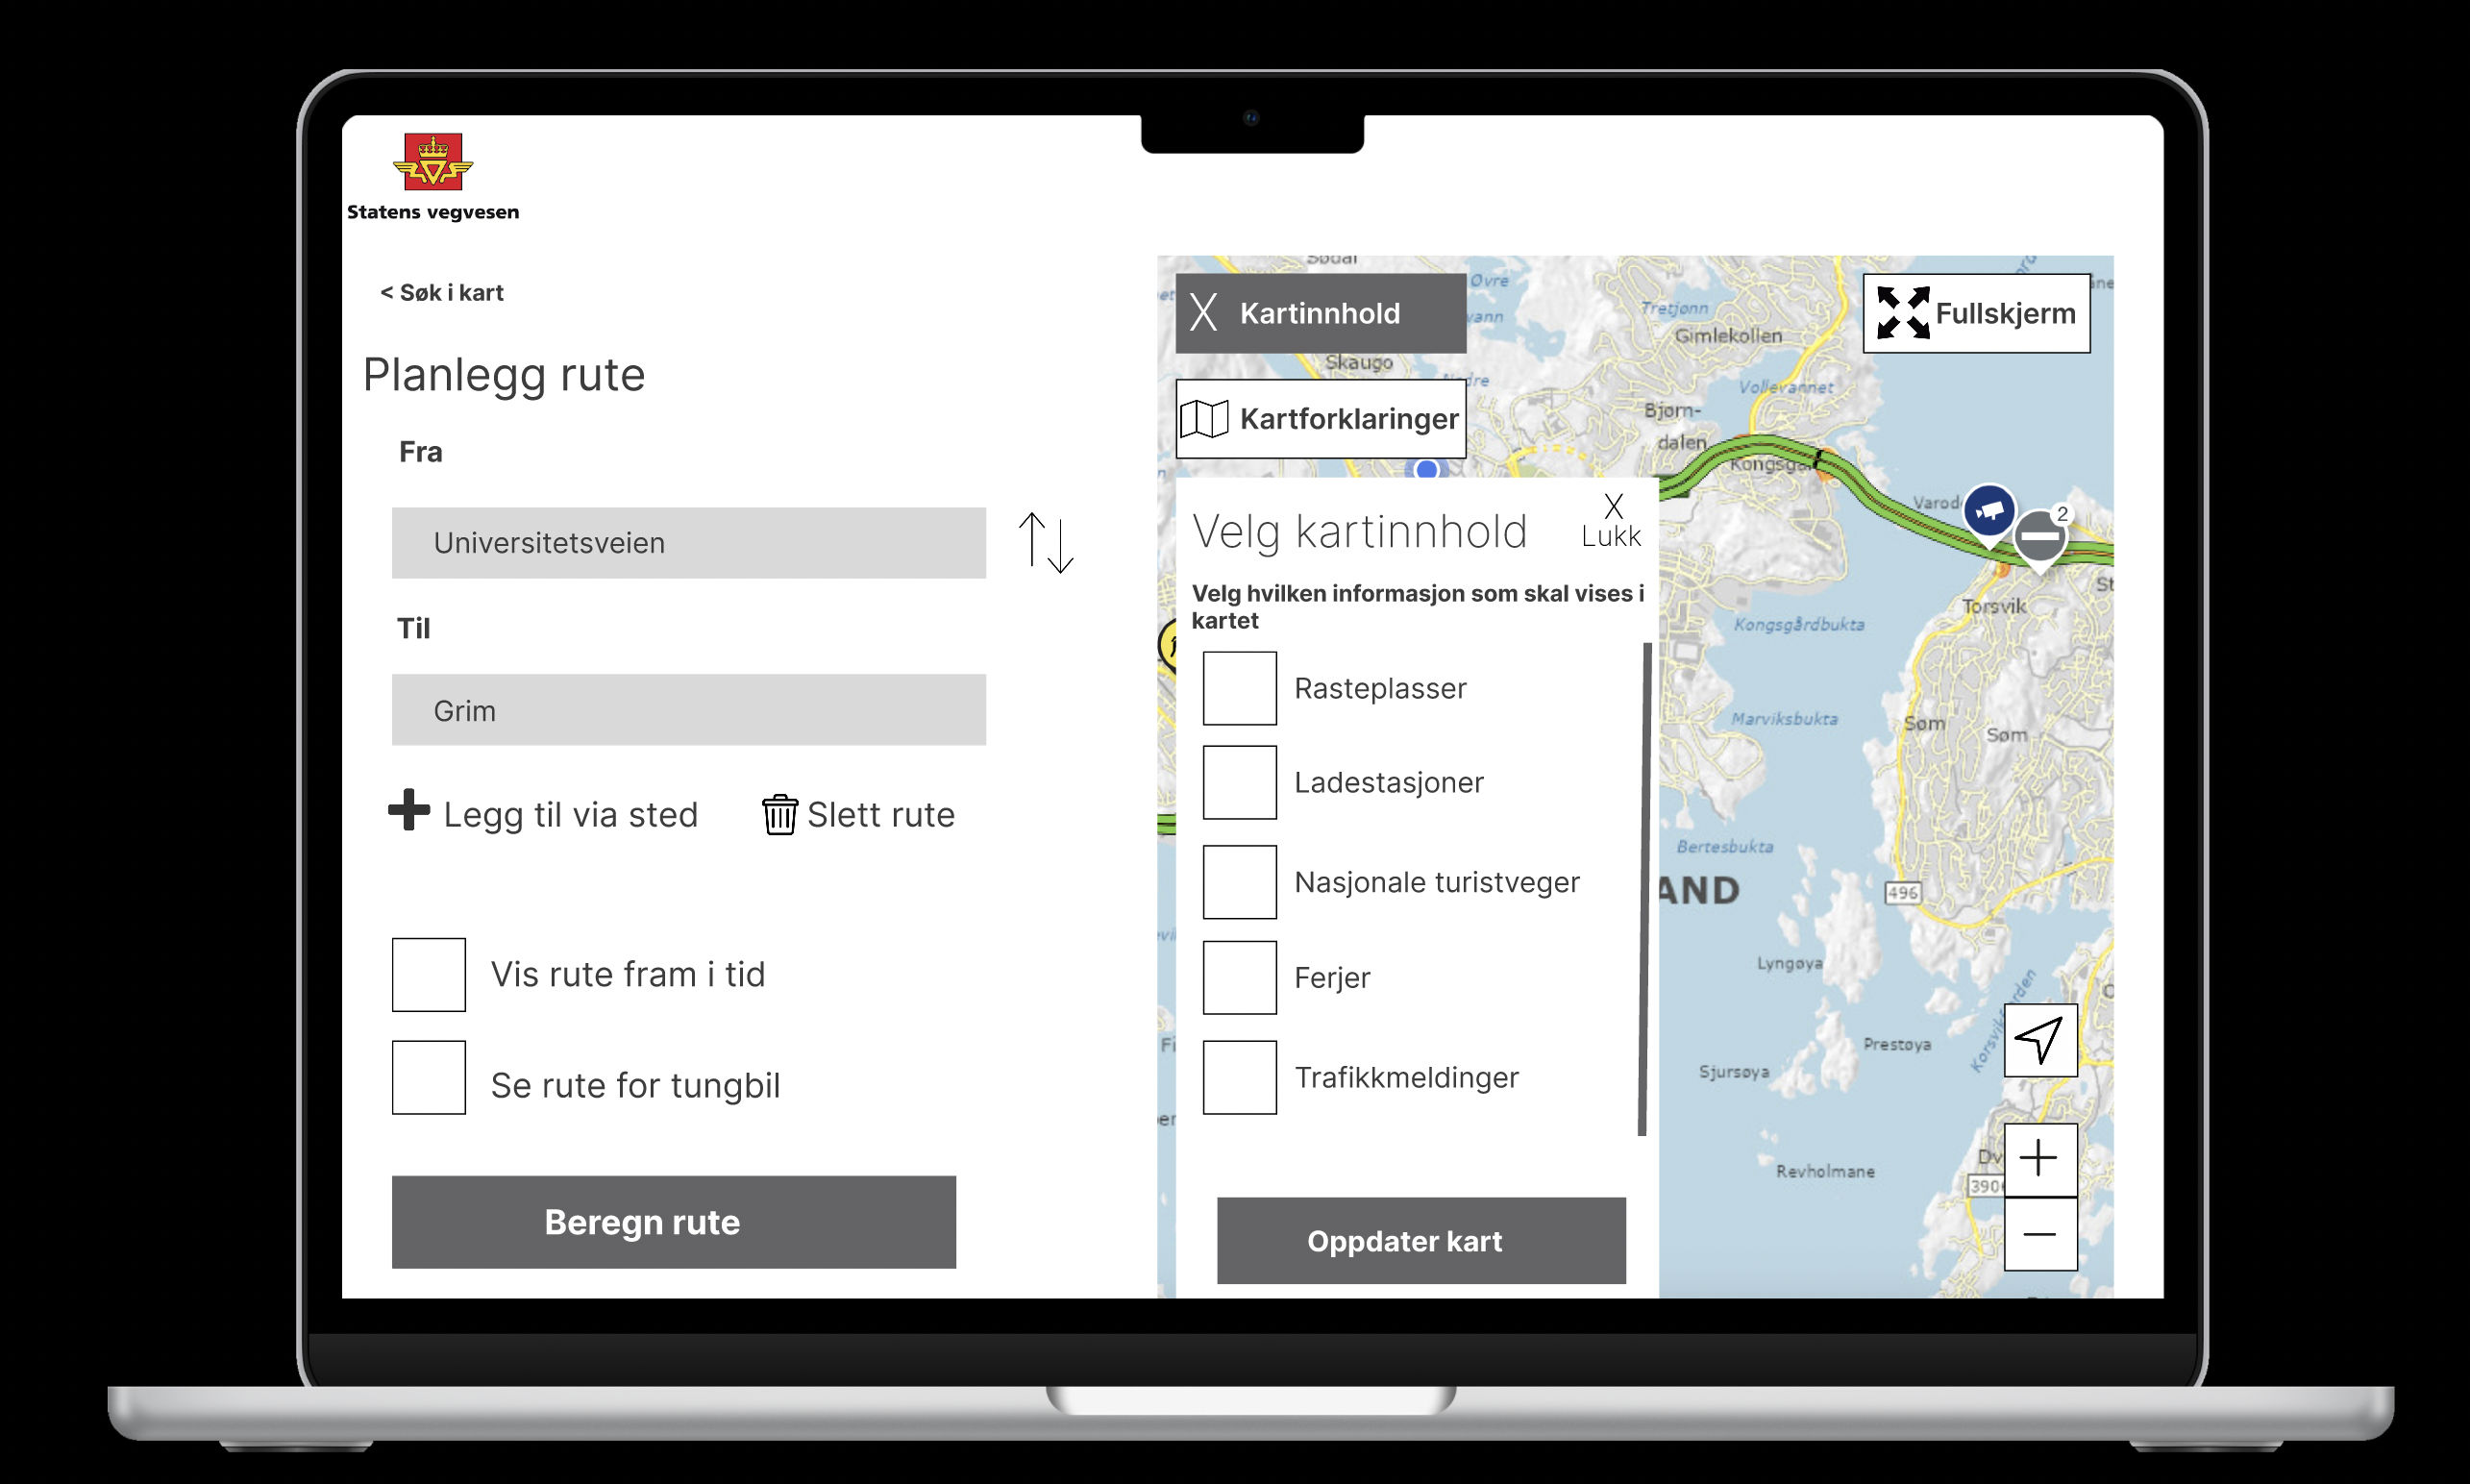 Statens vegvesen
< Søk i kart
Planlegg rute
Fra
Universitetsveien
Til
Grim
Legg til via sted
Slett rute
Vis rute fram i tid
Se rute for tungbil
Beregn rute
X Kartinnhold
Kartforklaringer
Fullskjerm
Velg kartinnhold
X
Lukk
Velg hvilken informasjon som skal vises i
kartet
Rasteplasser
Ladestasjoner
Nasjonale turistveger
Ferjer
Trafikkmeldinger
Oppdater kart
Øvre
Tretjønn
Gimlekollen
Skaugo
Vollevannet
Bjørn-
dalen
2
Torsvik
Kongsgårdbukta
Marviksbukta
Søm
Søm
Bertesbukta
AND
496
Lyngøya
Prestøya
Sjursøya
Revholmane
390